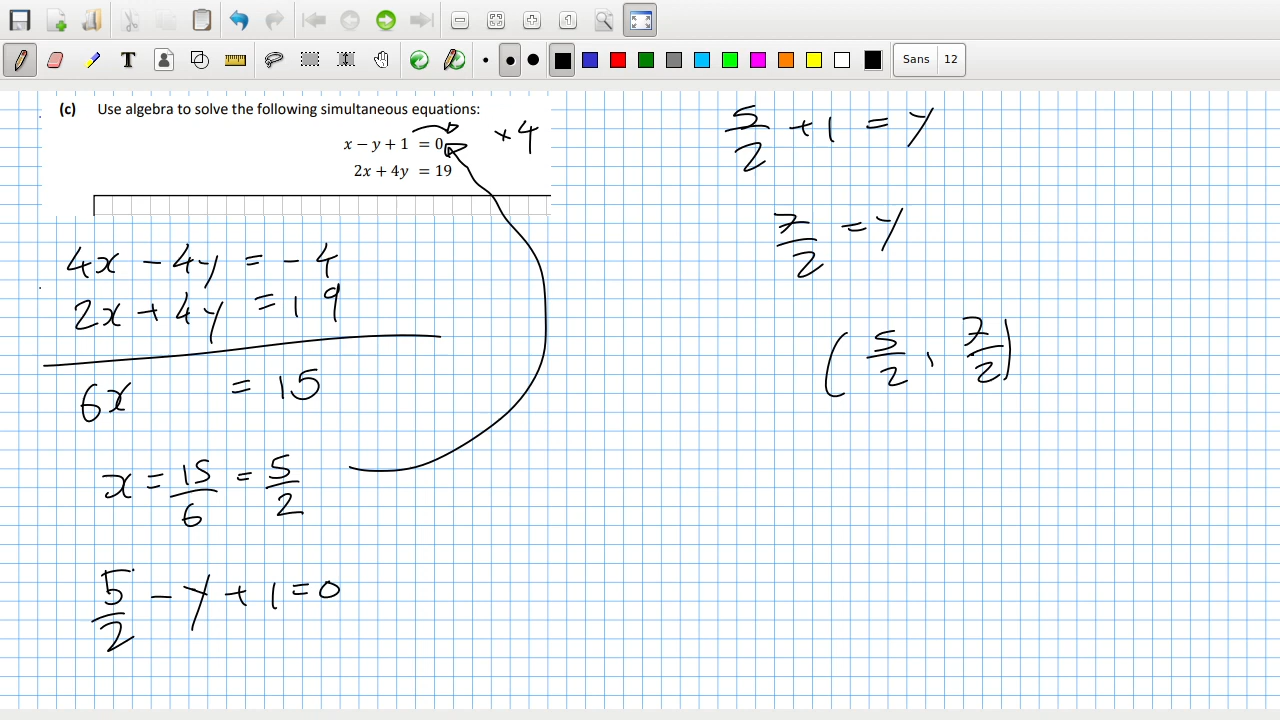 Sans 12
(c) Use algebra to solve the following simultaneous equations:
x − y + 1 = 0
×4
2x + 4y = 19
4x − 4y = −4
2x + 4y = 19
6x = 15
x = 15/6 = 5/2
5/2 − y + 1 = 0
5/2 + 1 = y
7/2 = y
(5/2, 7/2)